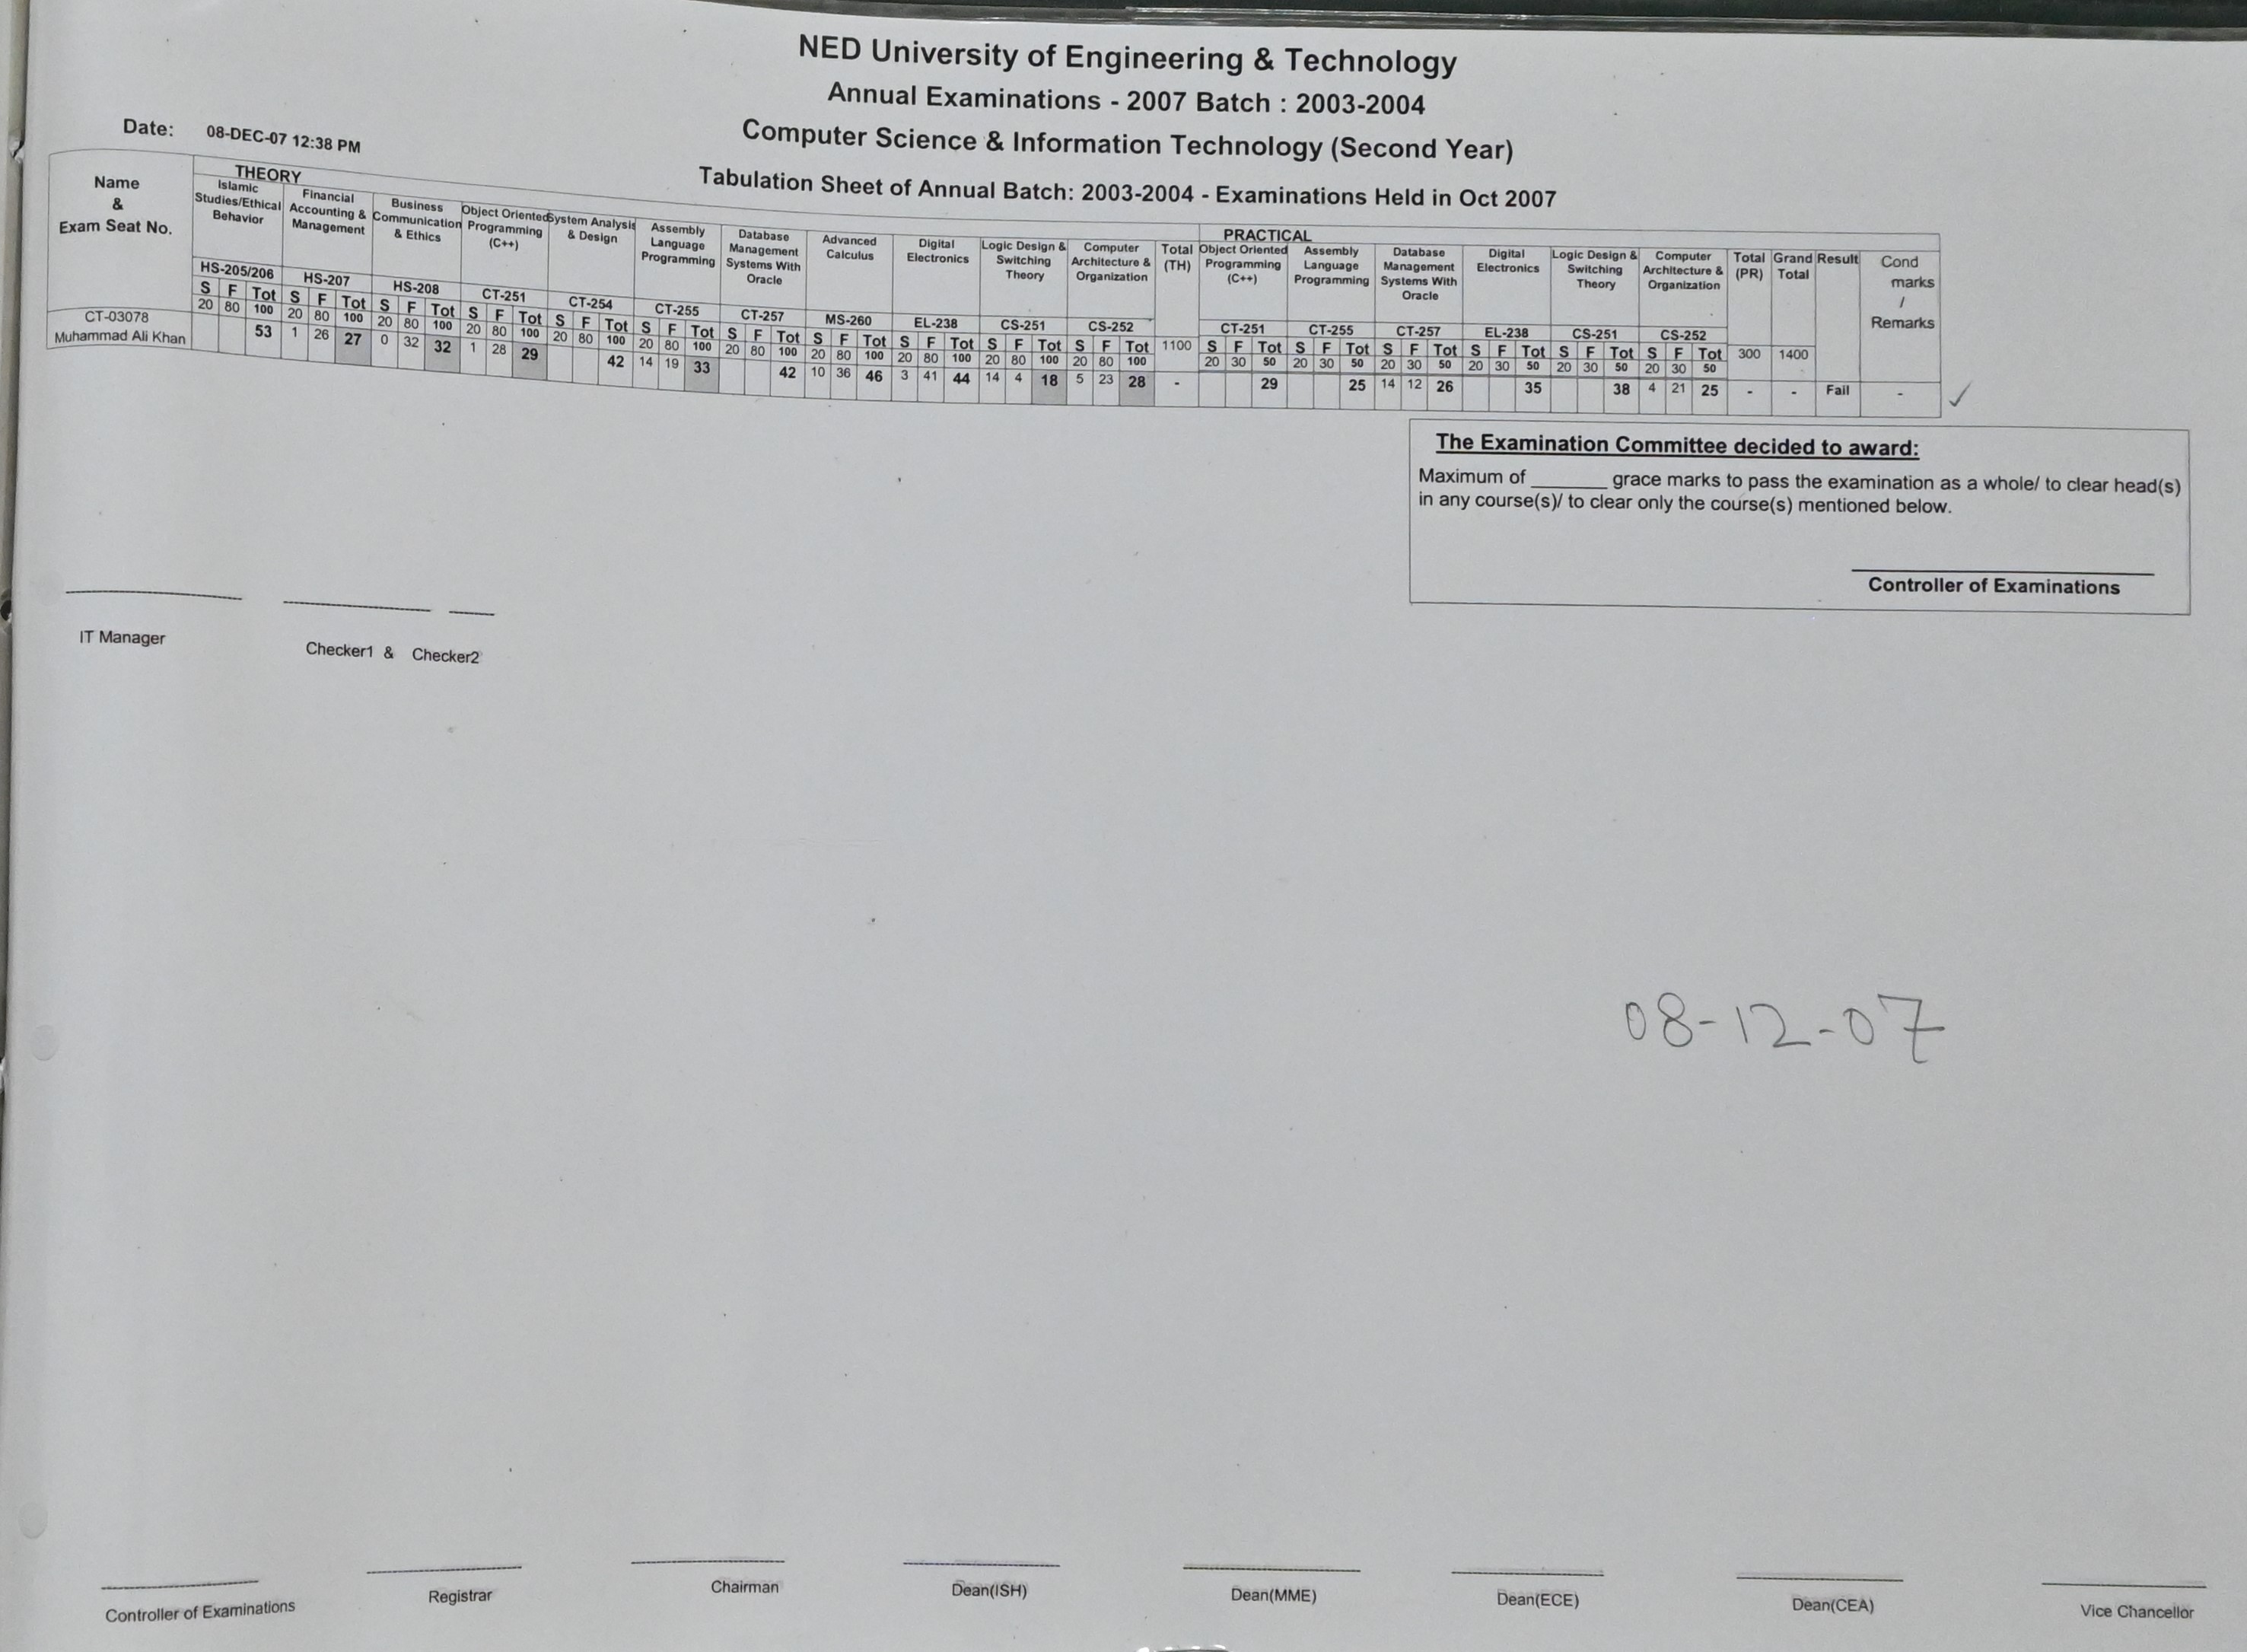 NED University of Engineering & Technology
Annual Examinations - 2007 Batch : 2003-2004
Computer Science & Information Technology (Second Year)
Tabulation Sheet of Annual Batch: 2003-2004 - Examinations Held in Oct 2007
Date: 08-DEC-07 12:38 PM
Name & Exam Seat No.
THEORY
Islamic Studies/Ethical Behavior
Financial Accounting & Management
Business Communication & Ethics
Object Oriented Programming (C++)
System Analysis & Design
Assembly Language Programming
Database Management Systems With Oracle
Advanced Calculus
Digital Electronics
Logic Design & Switching Theory
Computer Architecture & Organization
Total (TH)
PRACTICAL
Object Oriented Programming (C++)
Assembly Language Programming
Database Management Systems With Oracle
Digital Electronics
Logic Design & Switching Theory
Computer Architecture & Organization
Total (PR)
Grand Total
Result
Cond marks / Remarks
HS-205/206 HS-207 HS-208 CT-251 CT-254 CT-255 CT-257 MS-260 EL-238 CS-251 CS-252 CT-251 CT-255 CT-257 EL-238 CS-251 CS-252
S F Tot S F Tot S F Tot S F Tot S F Tot S F Tot S F Tot S F Tot S F Tot S F Tot S F Tot 1100 S F Tot S F Tot S F Tot S F Tot S F Tot S F Tot 300 1400
20 80 100 20 80 100 20 80 100 20 80 100 20 80 100 20 80 100 20 80 100 20 80 100 20 80 100 20 80 100 20 80 100 20 30 50 20 30 50 20 30 50 20 30 50 20 30 50 20 30 50
CT-03078
Muhammad Ali Khan 53 1 26 27 0 32 32 1 28 29 42 14 19 33 42 10 36 46 3 41 44 14 4 18 5 23 28 - 29 25 14 12 26 35 38 4 21 25 - - Fail -
The Examination Committee decided to award:
Maximum of _______ grace marks to pass the examination as a whole/ to clear head(s)
in any course(s)/ to clear only the course(s) mentioned below.
Controller of Examinations
IT Manager
Checker1 & Checker2
08-12-07
Controller of Examinations
Registrar
Chairman
Dean(ISH)
Dean(MME)
Dean(ECE)
Dean(CEA)
Vice Chancellor